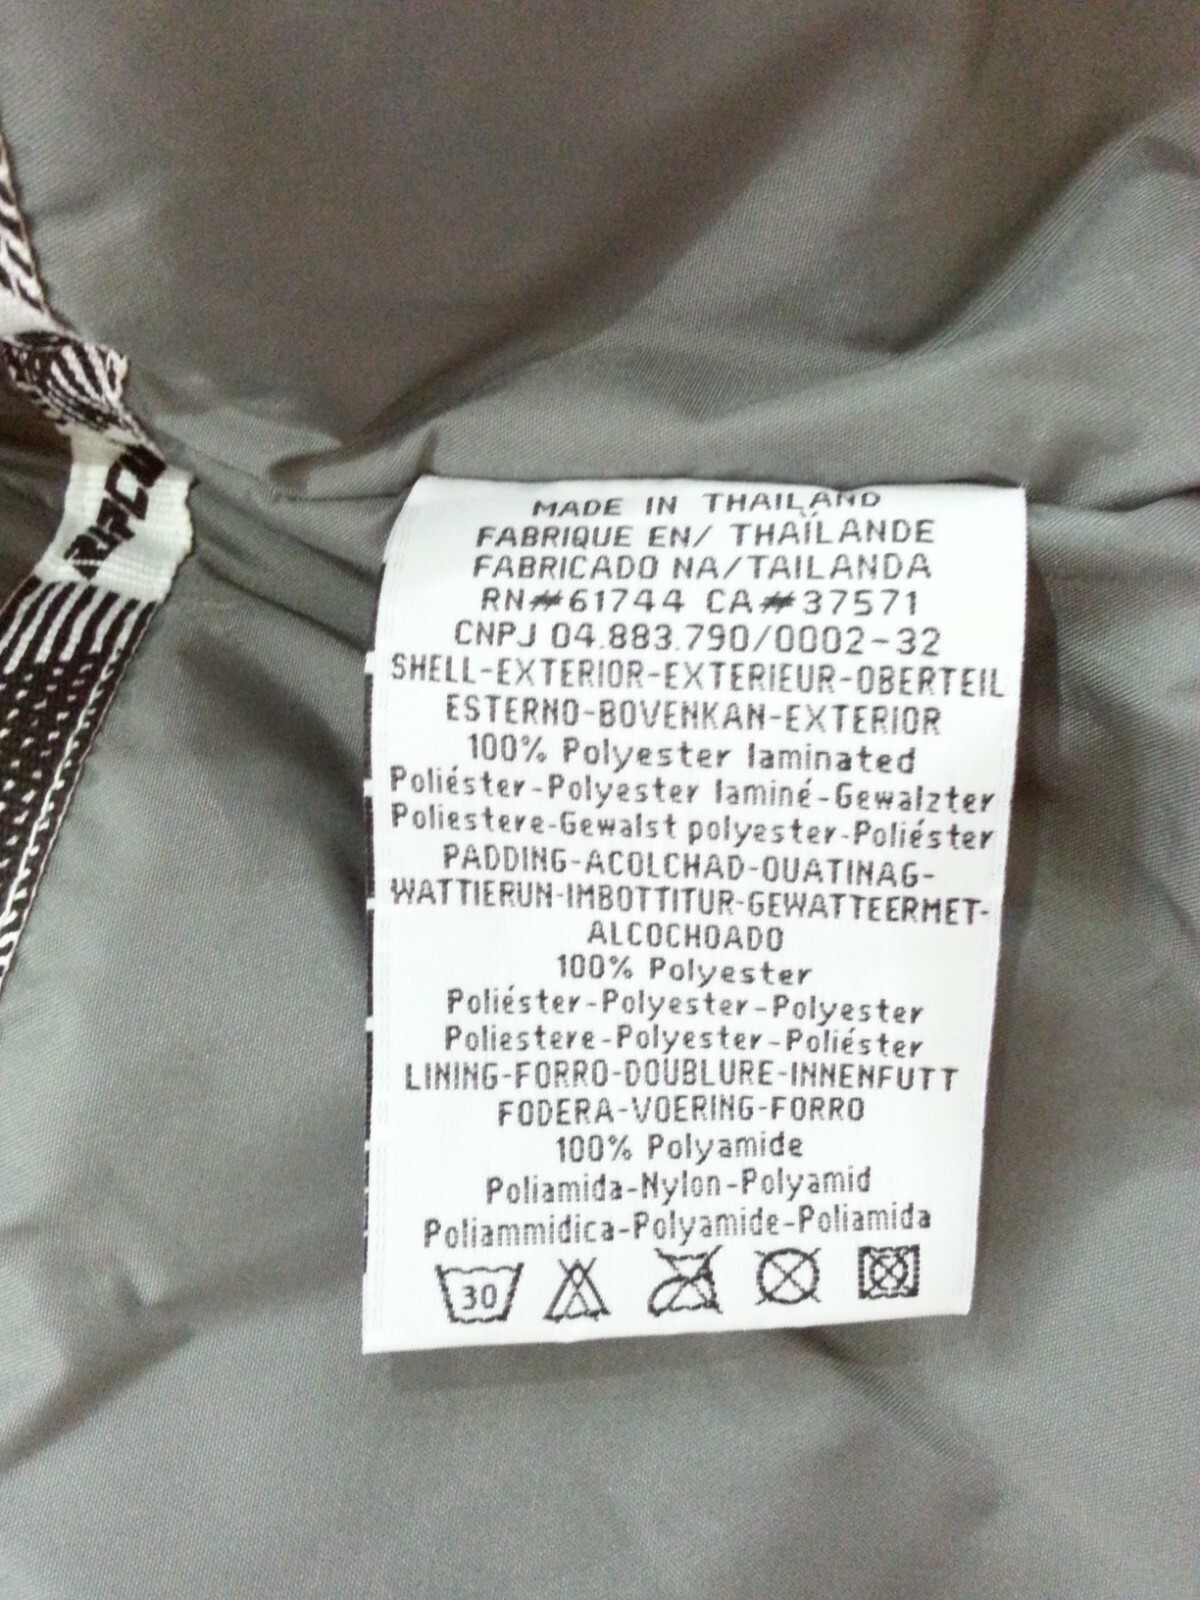 MADE IN THAILAND
FABRIQUE EN/ THAÏLANDE
FABRICADO NA/TAILANDA
RN#61744 CA#37571
CNPJ 04.883.790/0002-32
SHELL-EXTERIOR-EXTERIEUR-OBERTEIL
ESTERNO-BOVENKAN-EXTERIOR
100% Polyester laminated
Poliéster-Polyester laminé-Gewalzter
Poliestere-Gewalst polyester-Poliéster
PADDING-ACOLCHAD-OUATINAG-
WATTIERUN-IMBOTTITUR-GEWATTEERMET-
ALCOCHOADO
100% Polyester
Poliéster-Polyester-Polyester
Poliestere-Polyester-Poliéster
LINING-FORRO-DOUBLURE-INNENFUTT
FODERA-VOERING-FORRO
100% Polyamide
Poliamida-Nylon-Polyamid
Poliammidica-Polyamide-Poliamida
30